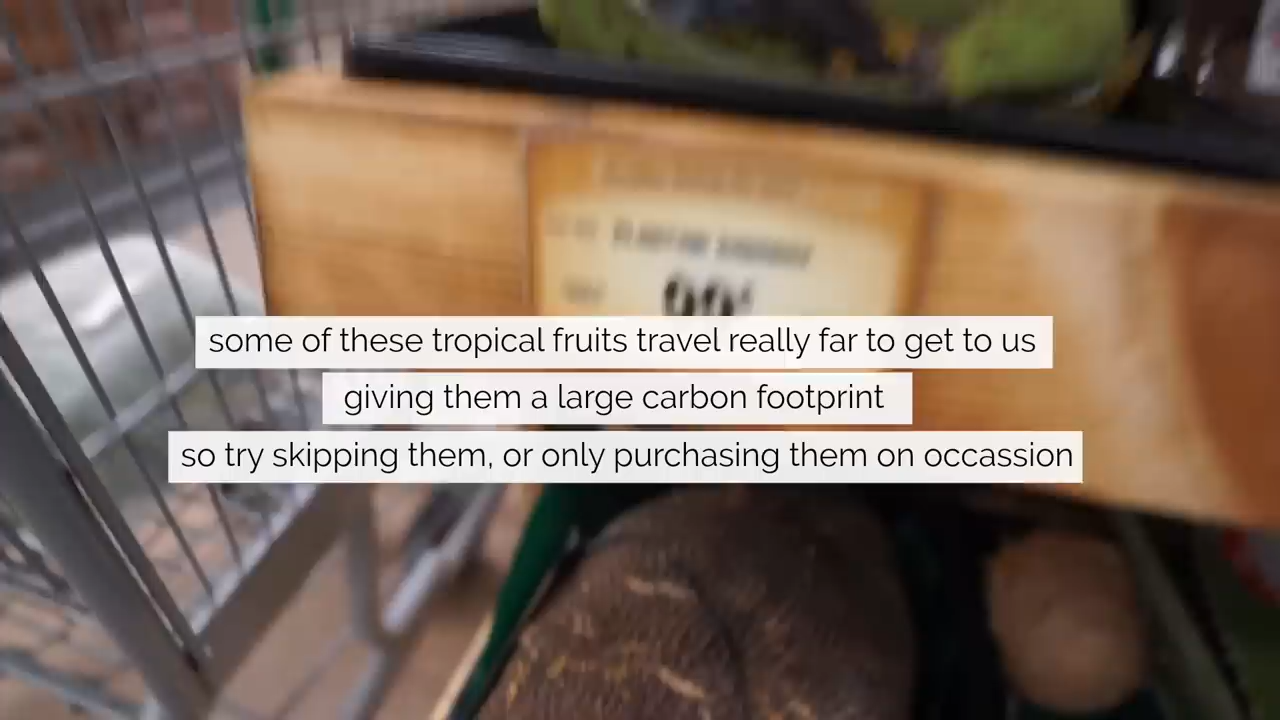 99¢
some of these tropical fruits travel really far to get to us
giving them a large carbon footprint
so try skipping them, or only purchasing them on occassion